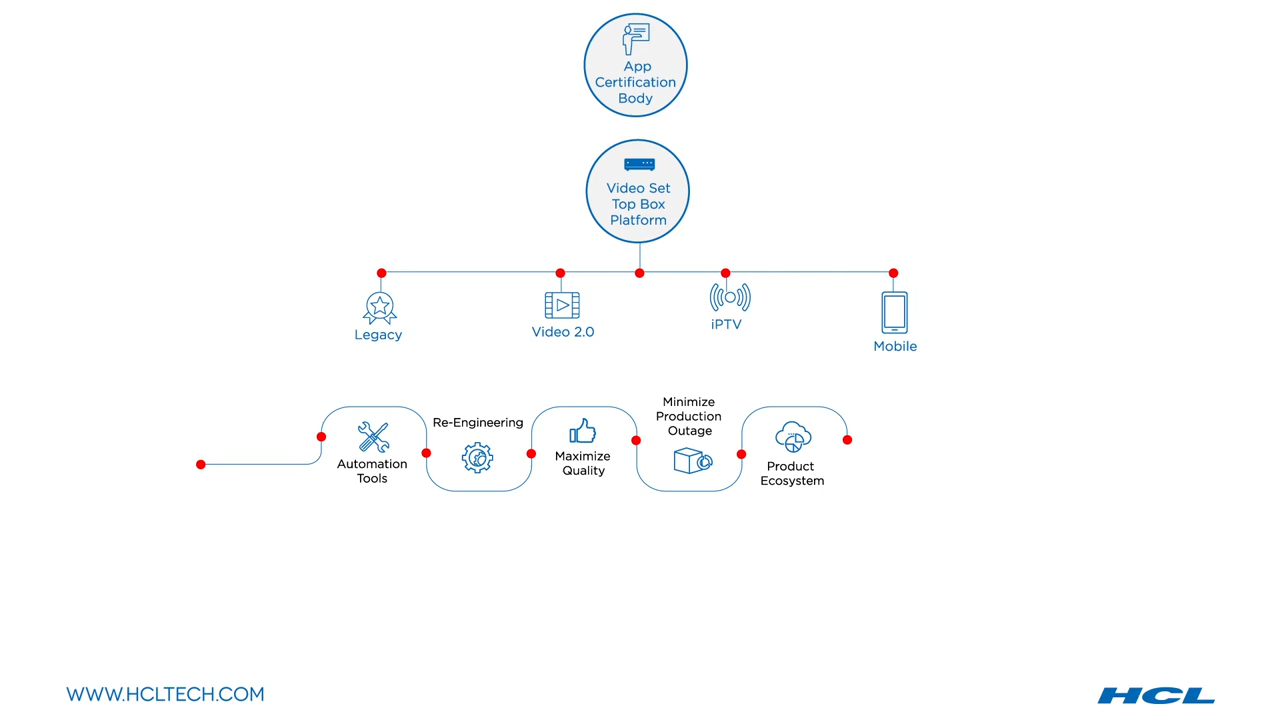 App
Certification
Body
Video Set
Top Box
Platform
Legacy
Video 2.0
iPTV
Mobile
Automation
Tools
Re-Engineering
Maximize
Quality
Minimize
Production
Outage
Product
Ecosystem
WWW.HCLTECH.COM
HCL